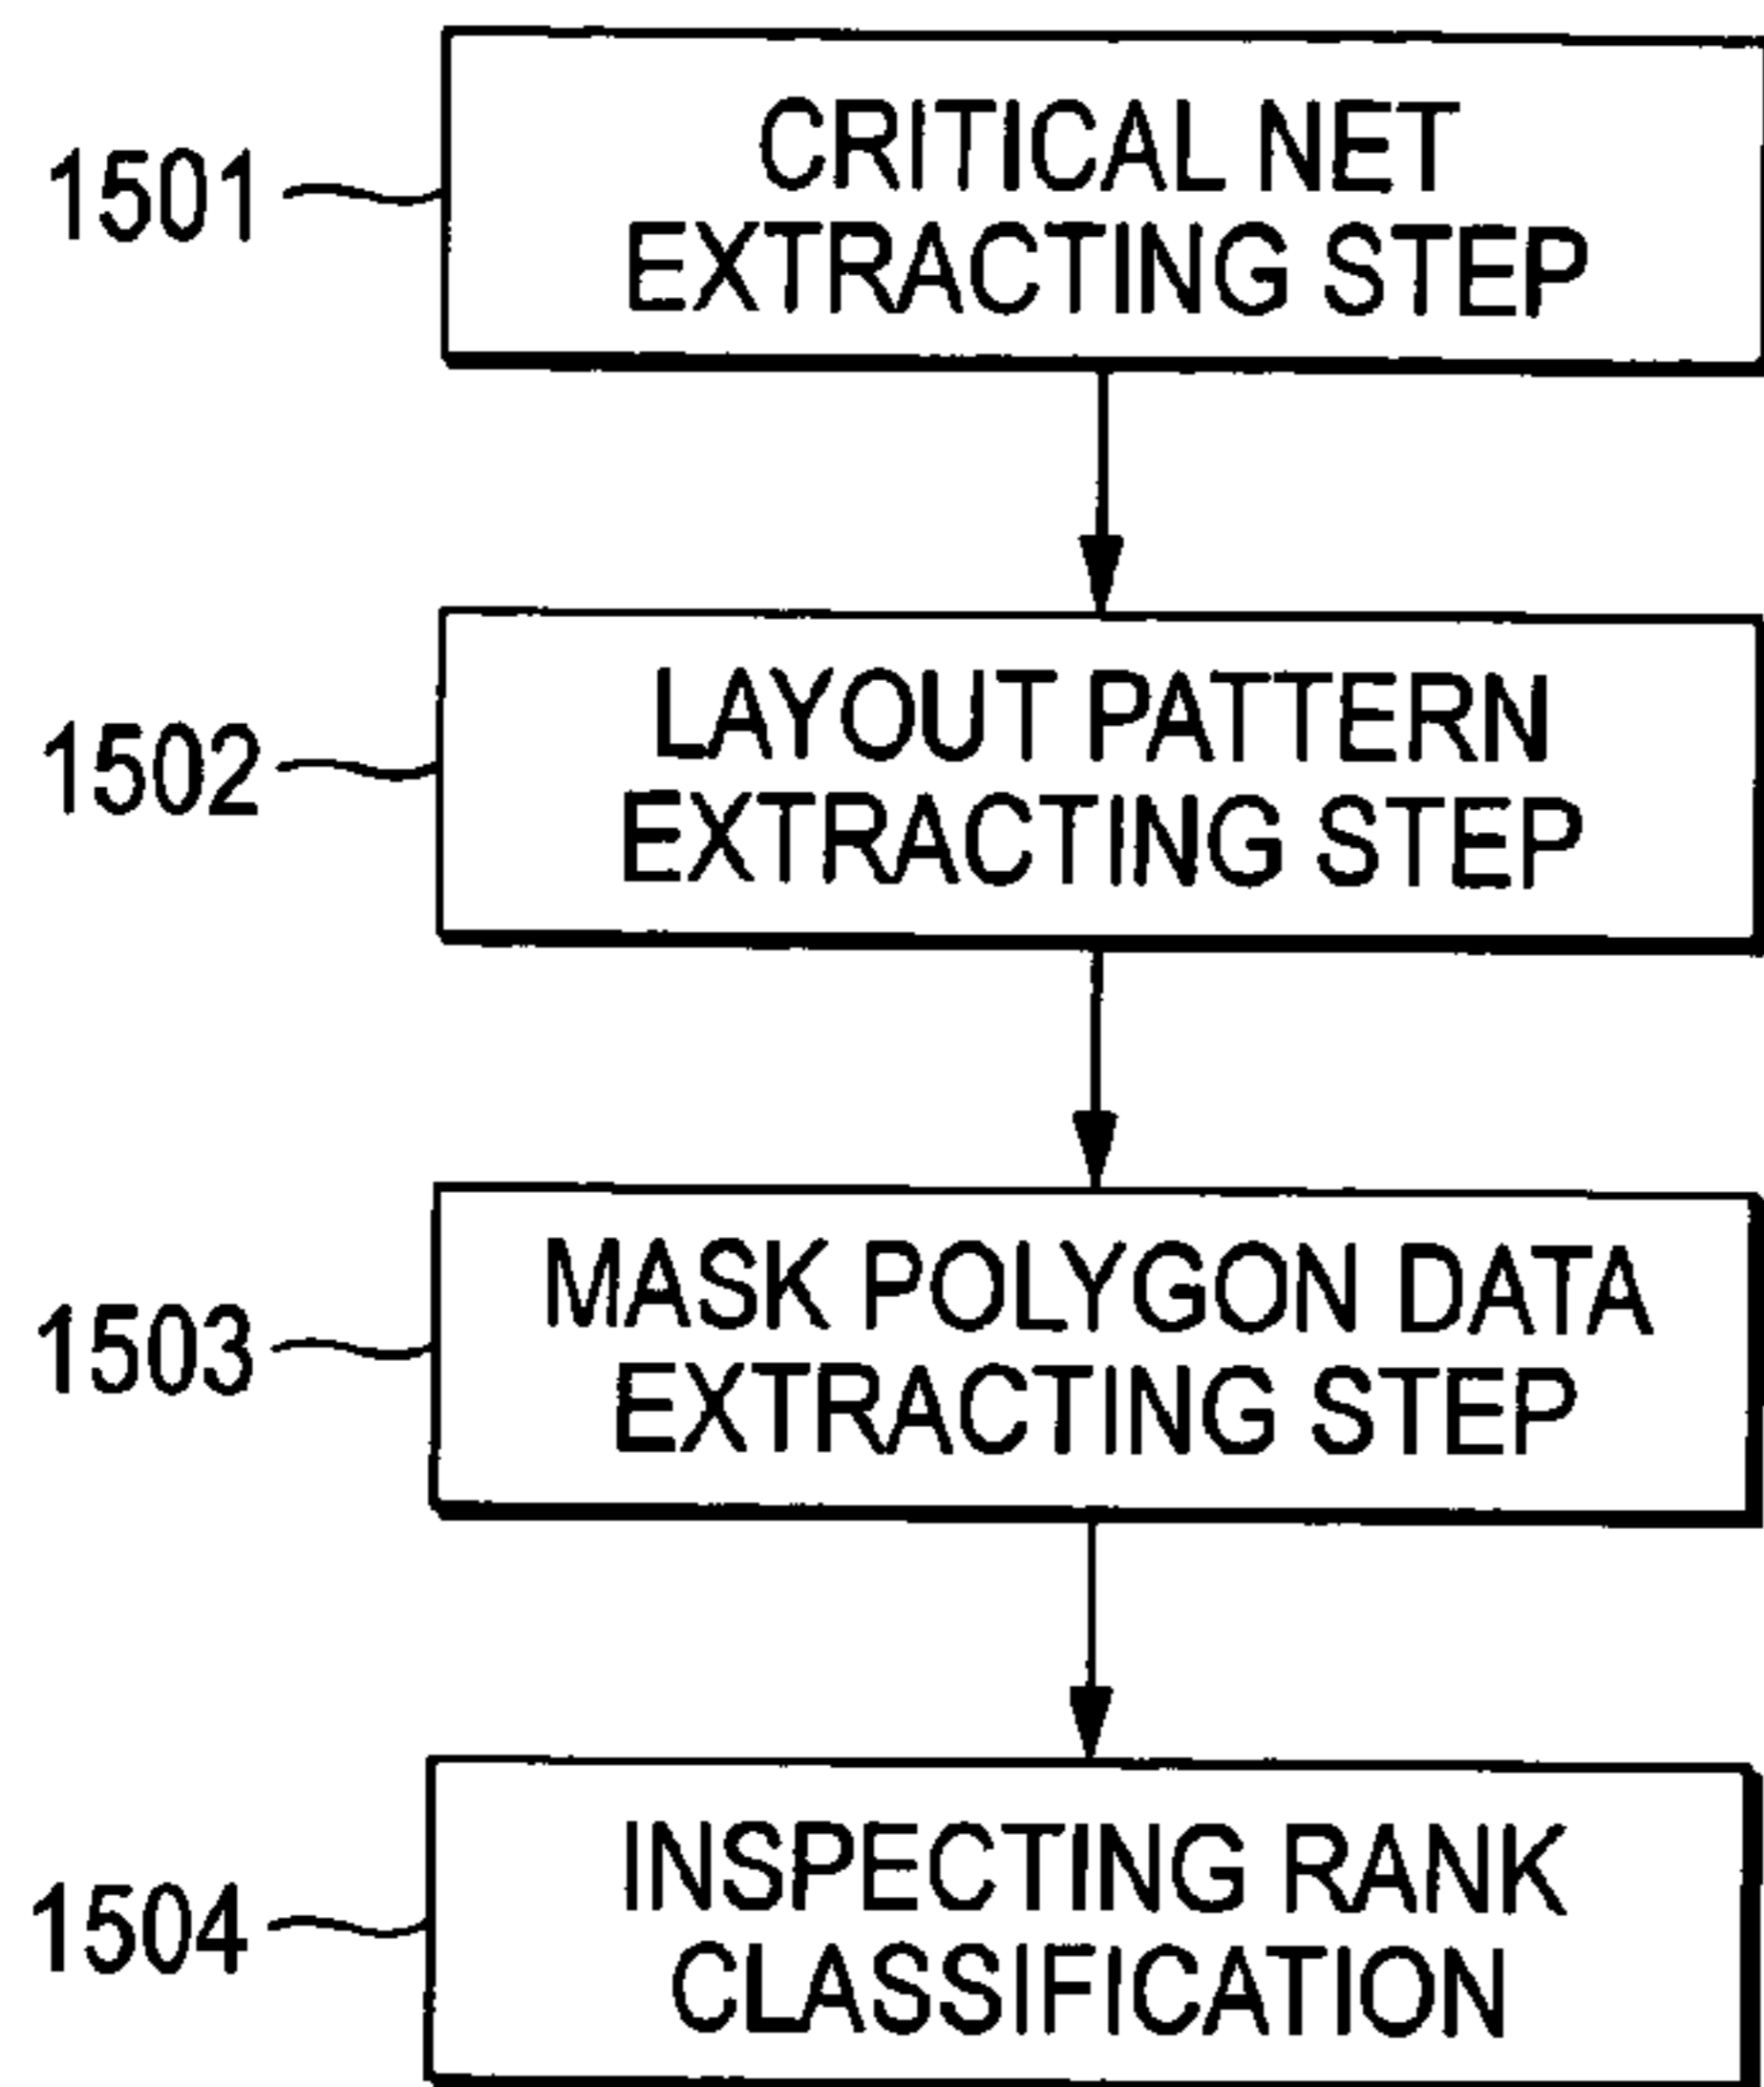 1501
CRITICAL NET
EXTRACTING STEP
1502
LAYOUT PATTERN
EXTRACTING STEP
1503
MASK POLYGON DATA
EXTRACTING STEP
1504
INSPECTING RANK
CLASSIFICATION